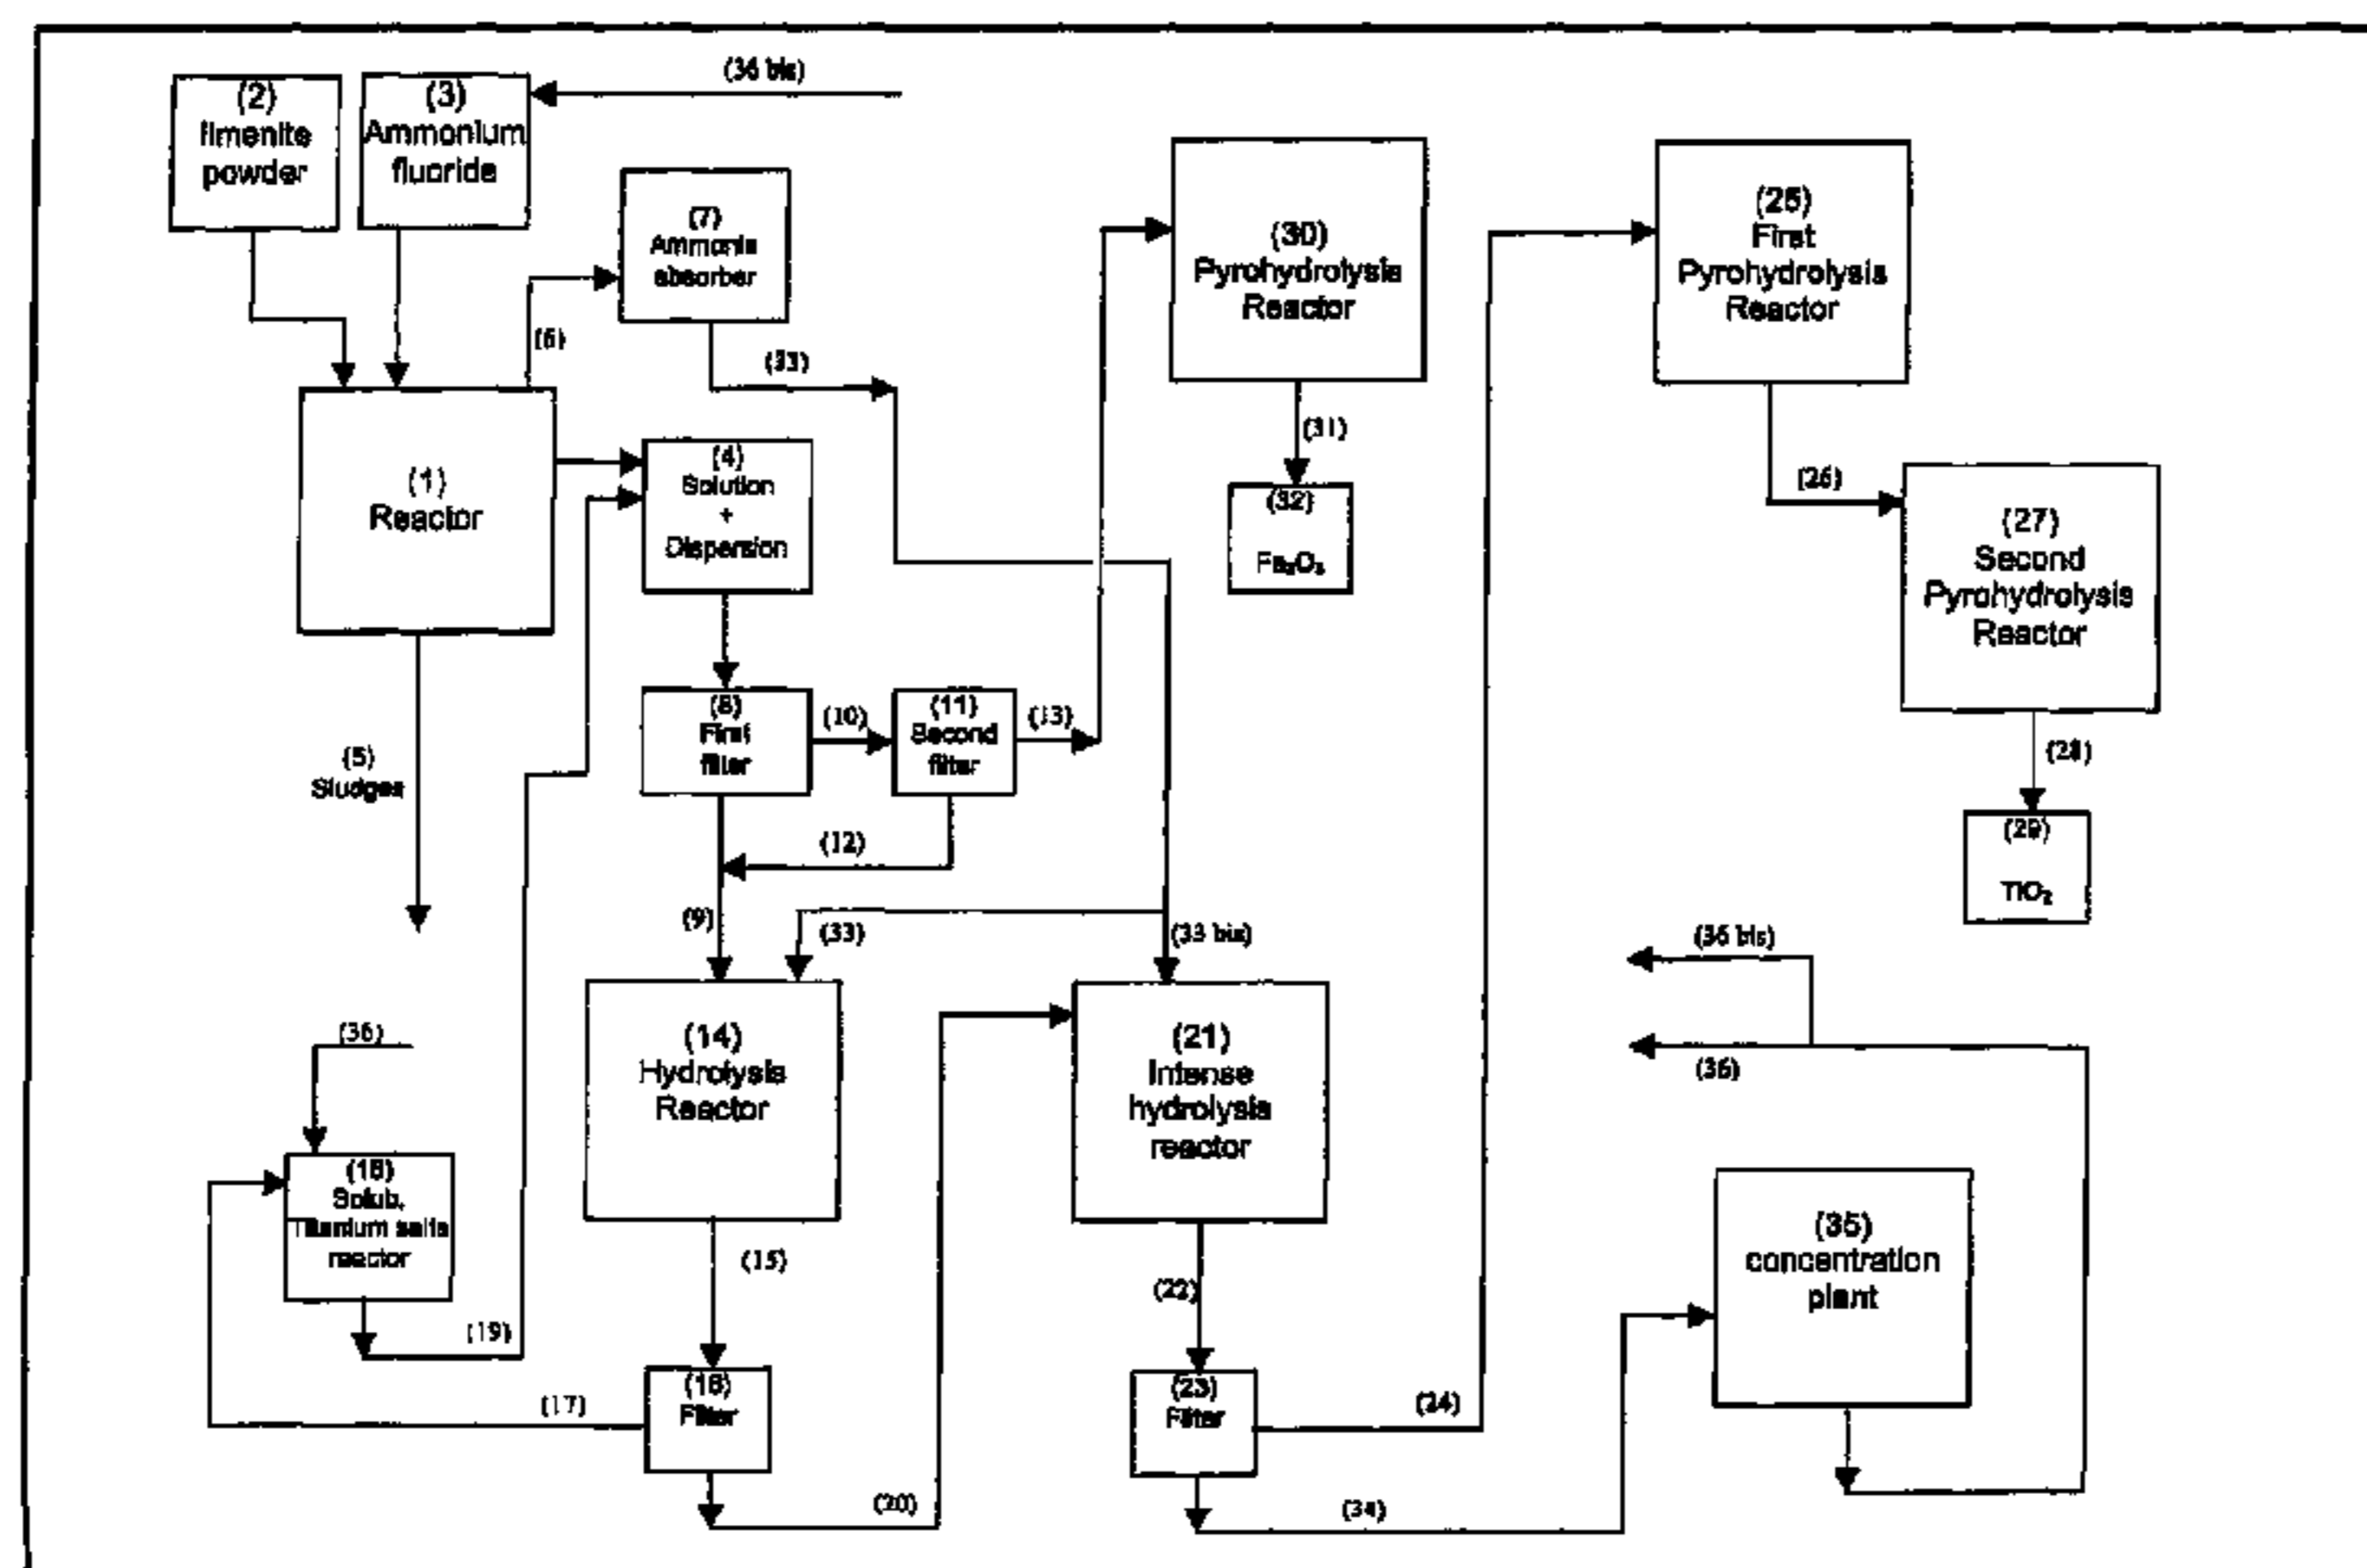 (36 bis)
(2)
Ilmenite
powder
(3)
Ammonium
fluoride
(7)
Ammonia
absorber
(6)
(33)
(30)
Pyrohydrolysis
Reactor
(25)
First
Pyrohydrolysis
Reactor
(1)
Reactor
(4)
Solution
+
Dispersion
(31)
(32)
Fe₂O₃
(26)
(27)
Second
Pyrohydrolysis
Reactor
(8)
First
filter
(10)
(11)
Second
filter
(13)
(5)
Sludges
(12)
(28)
(29)
TiO₂
(9)
(33)
(33 bis)
(36 bis)
(36)
(36)
(14)
Hydrolysis
Reactor
(21)
Intense
hydrolysis
reactor
(18)
Solub.
Titanium salts
reactor
(35)
concentration
plant
(15)
(22)
(19)
(17)
(16)
Filter
(23)
Filter
(24)
(20)
(34)